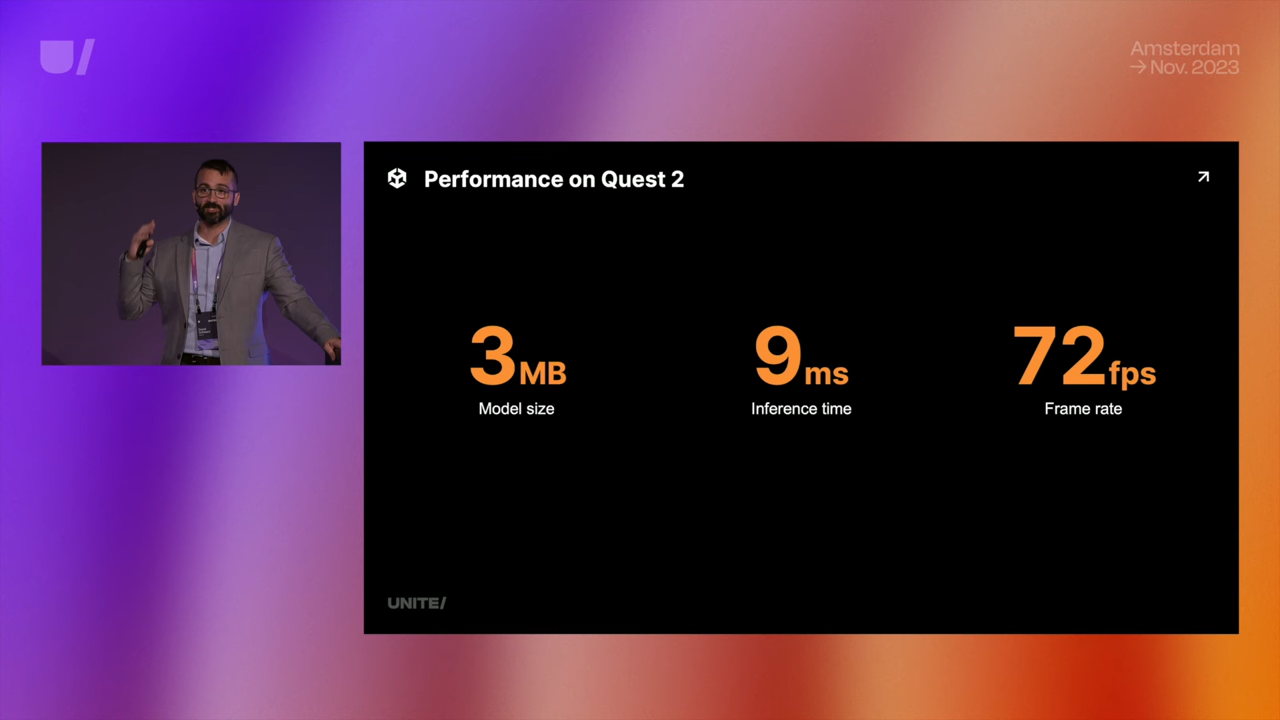 Amsterdam
→ Nov. 2023
Performance on Quest 2
3MB
Model size
9ms
Inference time
72fps
Frame rate
UNITE/